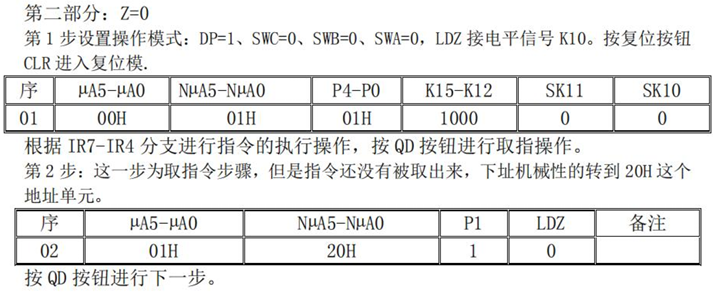 第二部分：Z=0
第1步设置操作模式：DP=1、SWC=0、SWB=0、SWA=0，LDZ 接电平信号 K10。按复位按钮
CLR 进入复位模.
序 μA5-μA0 NμA5-NμA0 P4-P0 K15-K12 SK11 SK10
01 00H 01H 01H 1000 0 0
根据 IR7-IR4 分支进行指令的执行操作，按 QD 按钮进行取指操作。
第2步：这一步为取指令步骤，但是指令还没有被取出来，下址机械性的转到 20H 这个
地址单元。
序 μA5-μA0 NμA5-NμA0 P1 LDZ 备注
02 01H 20H 1 0
按 QD 按钮进行下一步。